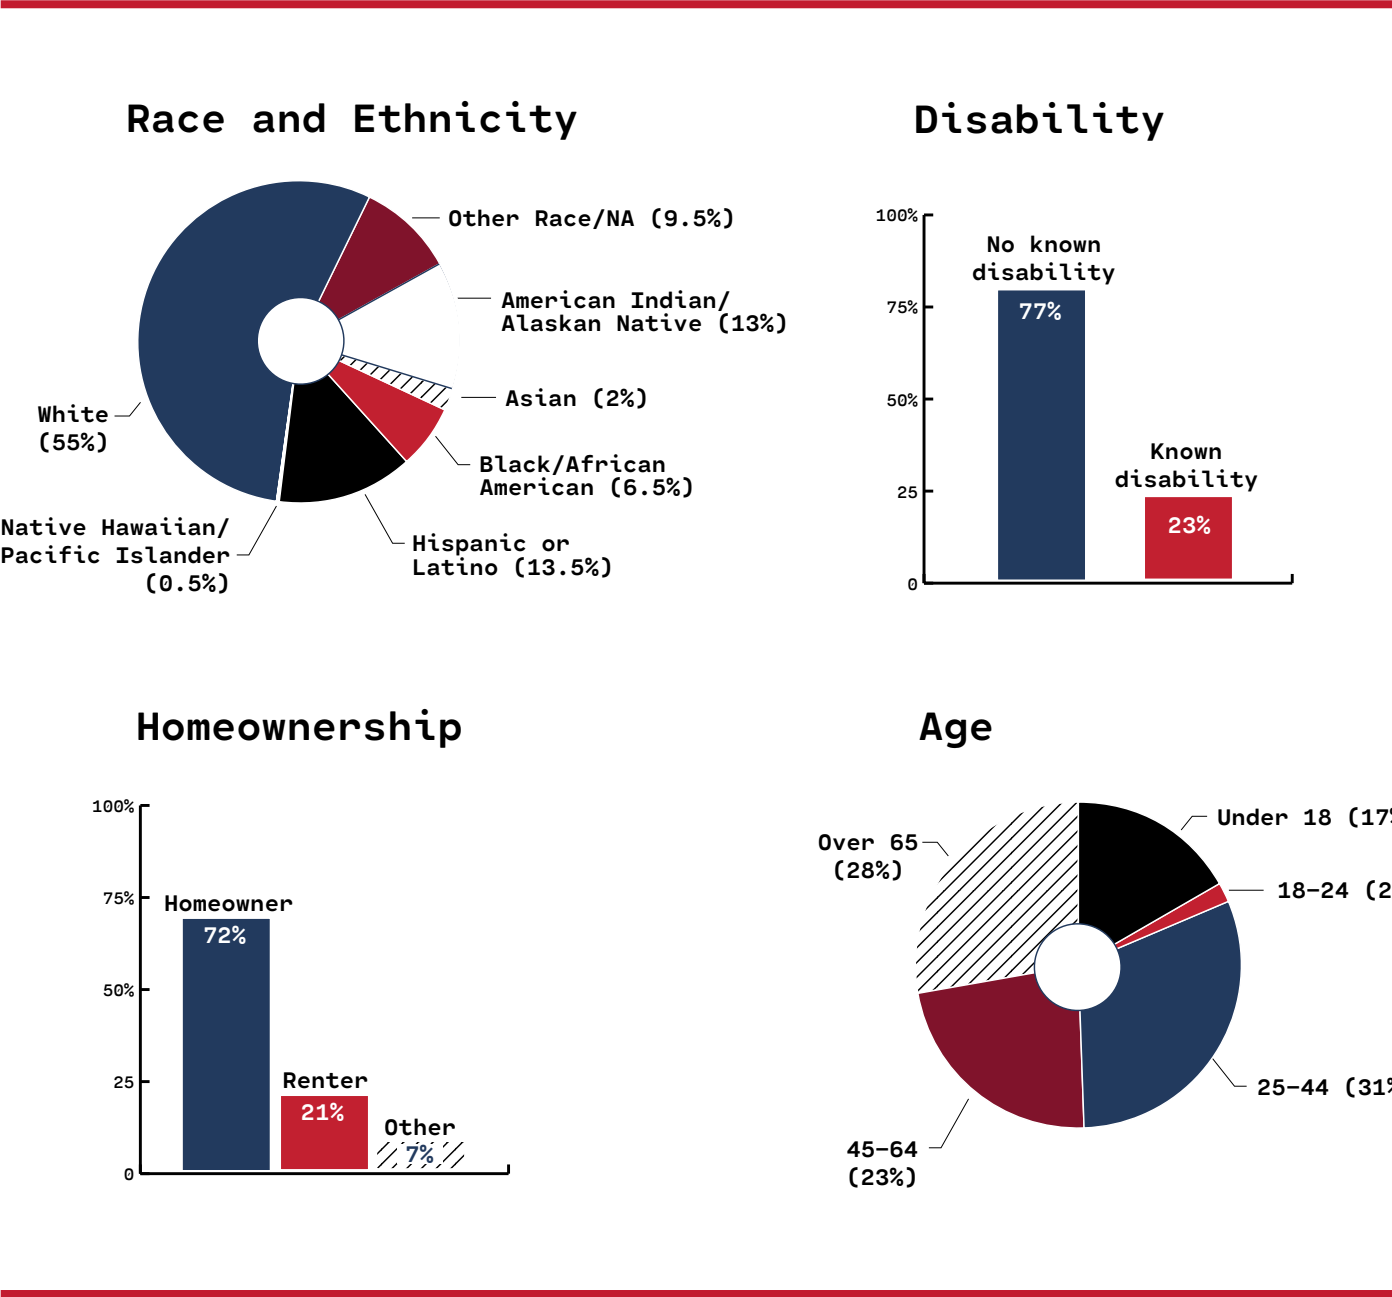 Race and Ethnicity
Other Race/NA (9.5%)
American Indian/
Alaskan Native (13%)
Asian (2%)
Black/African
American (6.5%)
Hispanic or
Latino (13.5%)
Native Hawaiian/
Pacific Islander
(0.5%)
White
(55%)
Disability
100%
75%
50%
25
0
No known
disability
77%
Known
disability
23%
Homeownership
100%
75%
50%
25
0
Homeowner
72%
Renter
21%
Other
7%
Age
Under 18 (17%
18–24 (2
25–44 (31%
45–64
(23%)
Over 65
(28%)